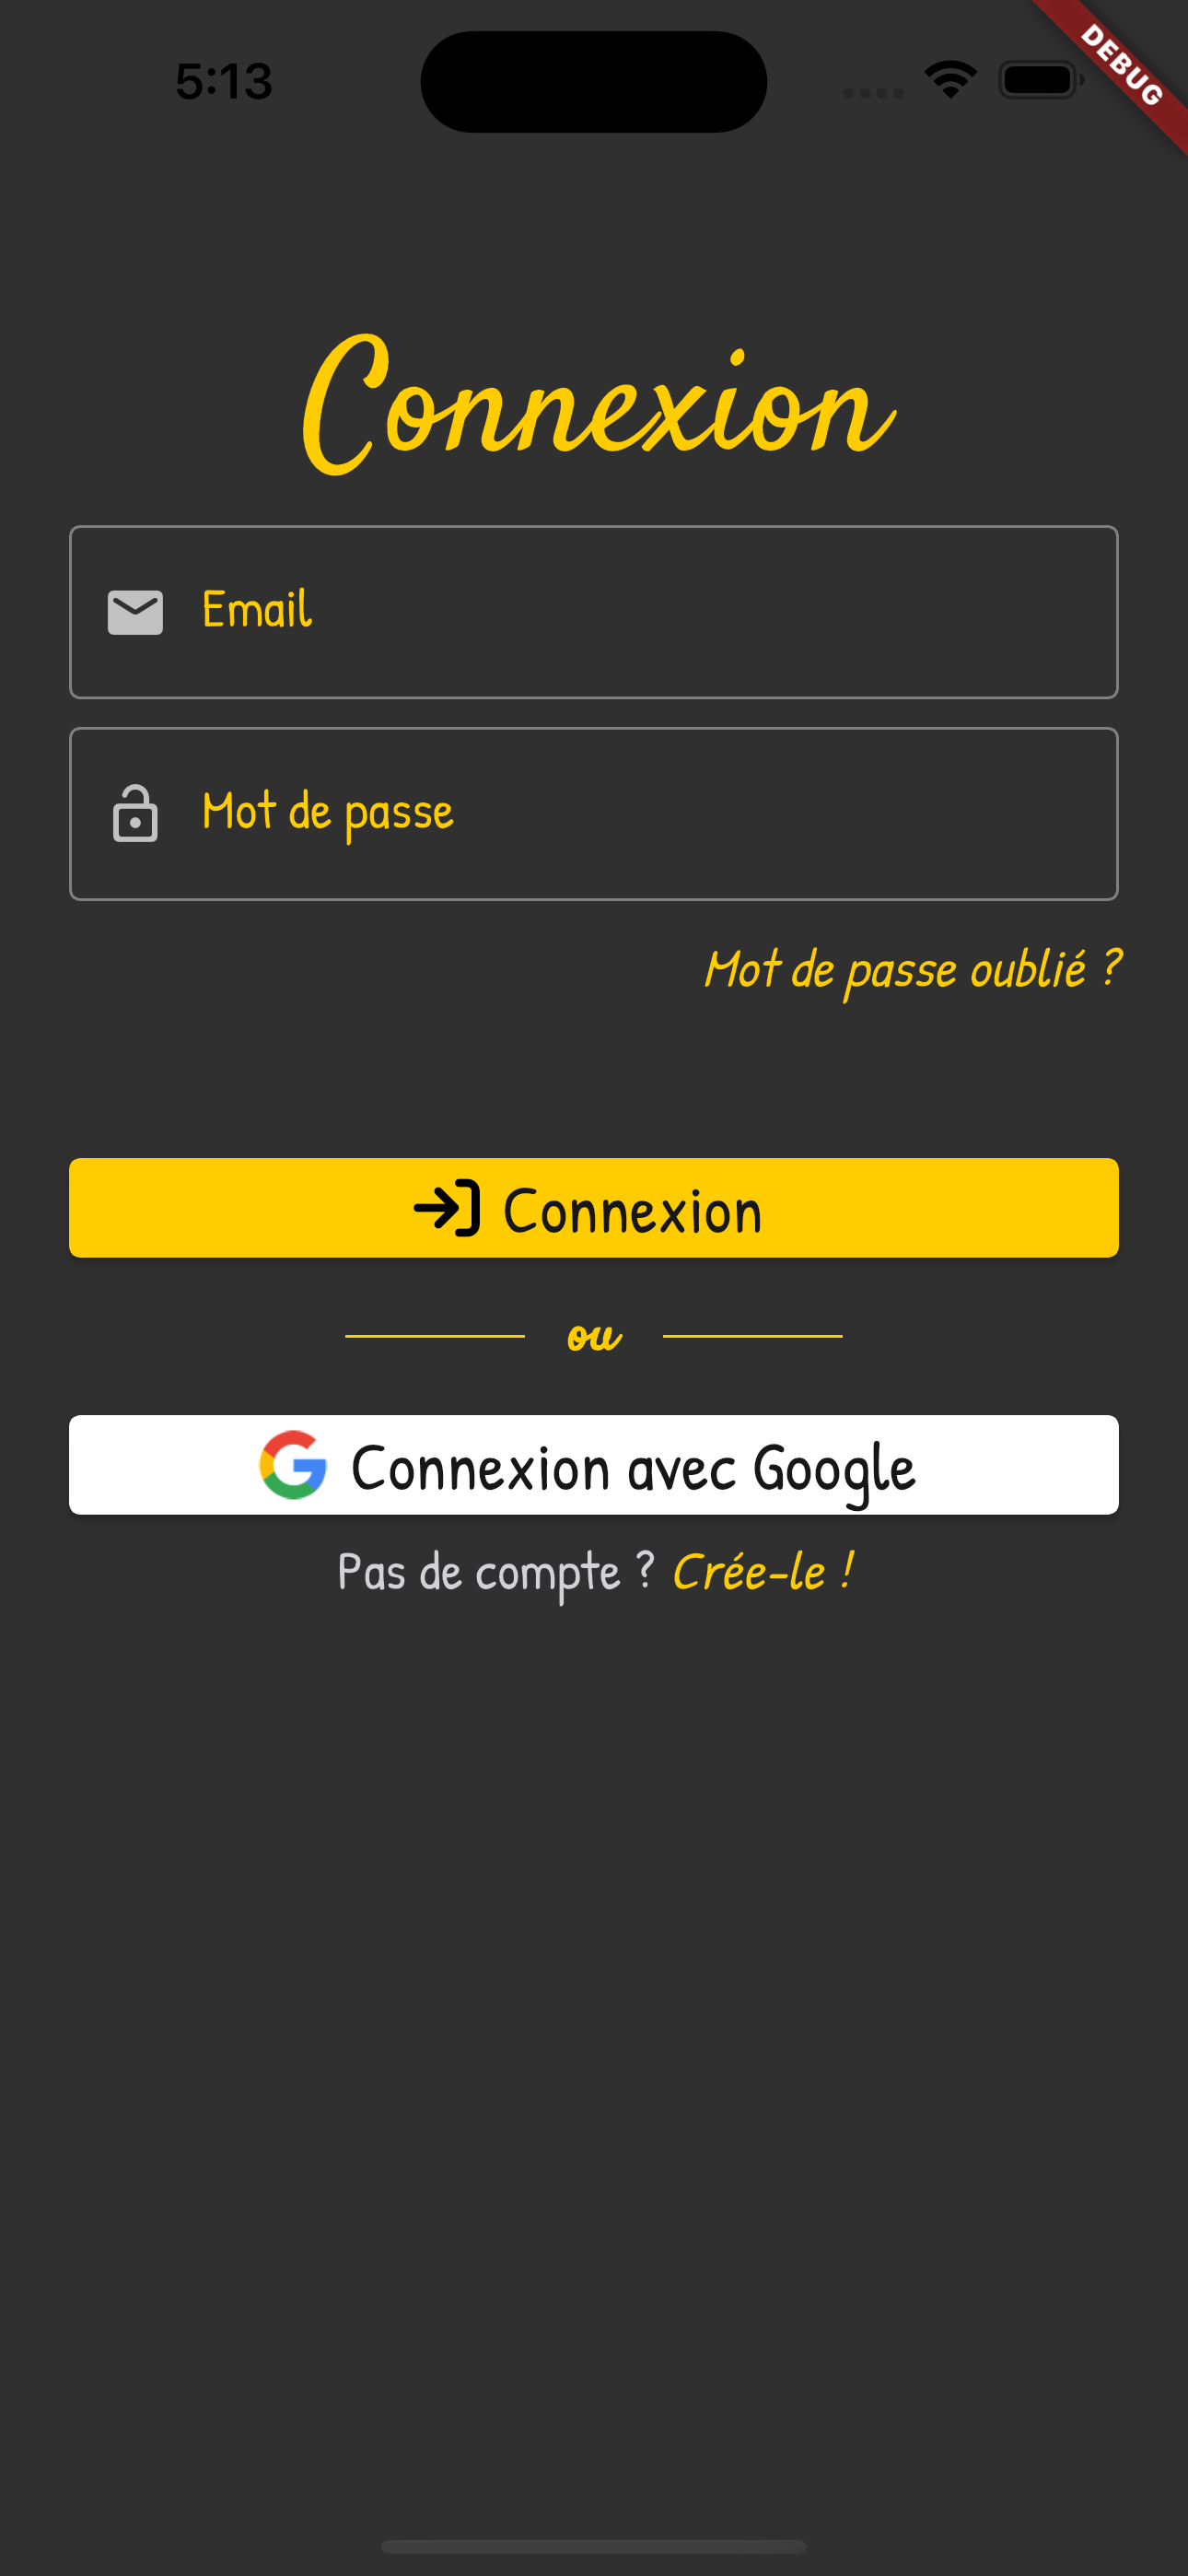 5:13
DEBUG
Connexion
Email
Mot de passe
Mot de passe oublié ?
Connexion
ou
Connexion avec Google
Pas de compte ? Crée-le !